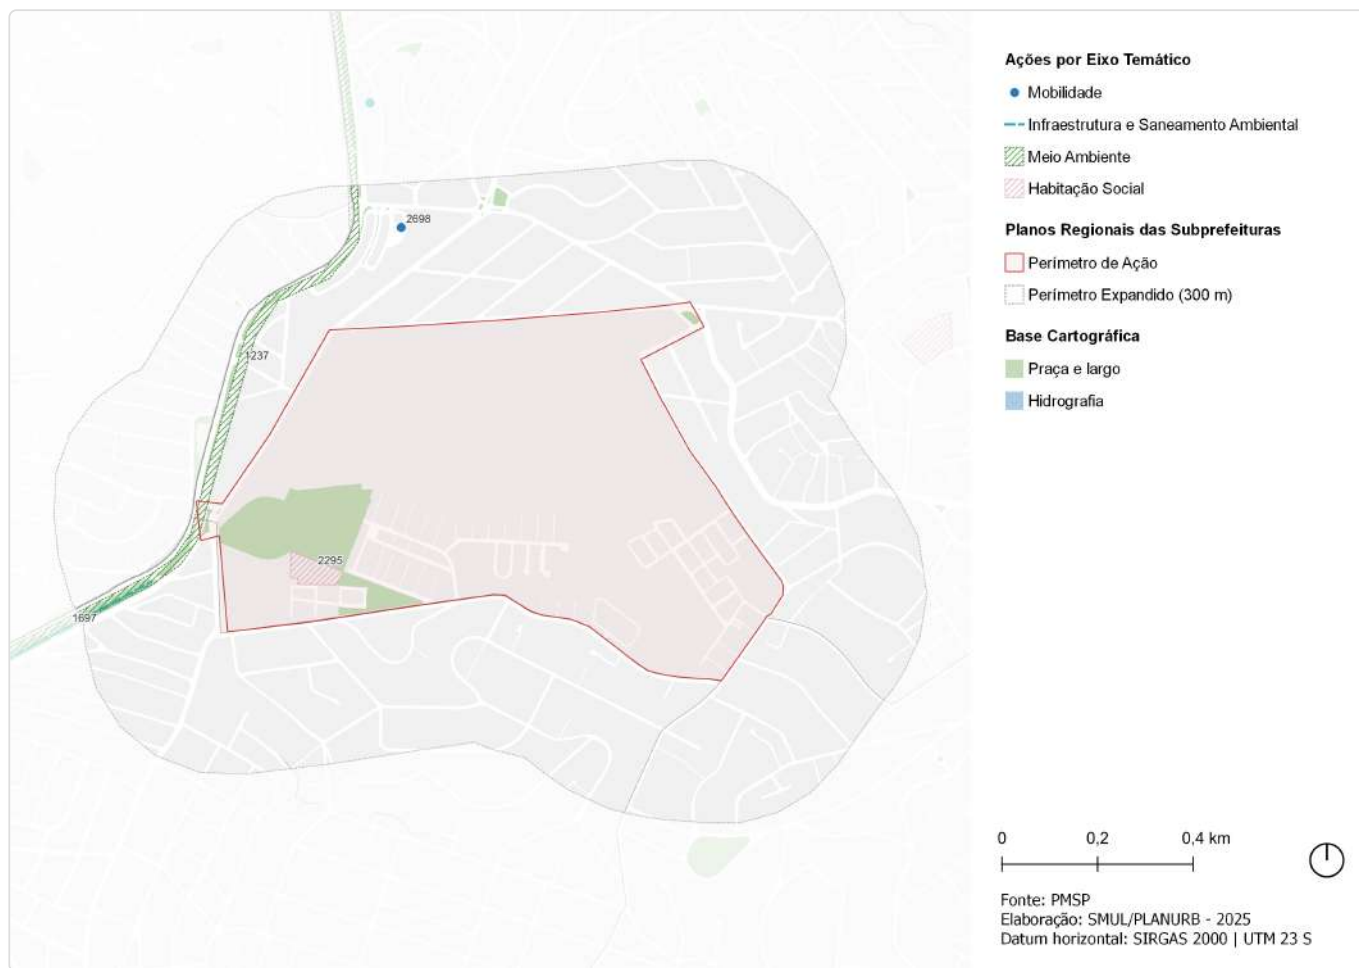 2698
1237
2295
1697
Ações por Eixo Temático
Mobilidade
Infraestrutura e Saneamento Ambiental
Meio Ambiente
Habitação Social
Planos Regionais das Subprefeituras
Perímetro de Ação
Perímetro Expandido (300 m)
Base Cartográfica
Praça e largo
Hidrografia
0 0,2 0,4 km
Fonte: PMSP
Elaboração: SMUL/PLANURB - 2025
Datum horizontal: SIRGAS 2000 | UTM 23 S